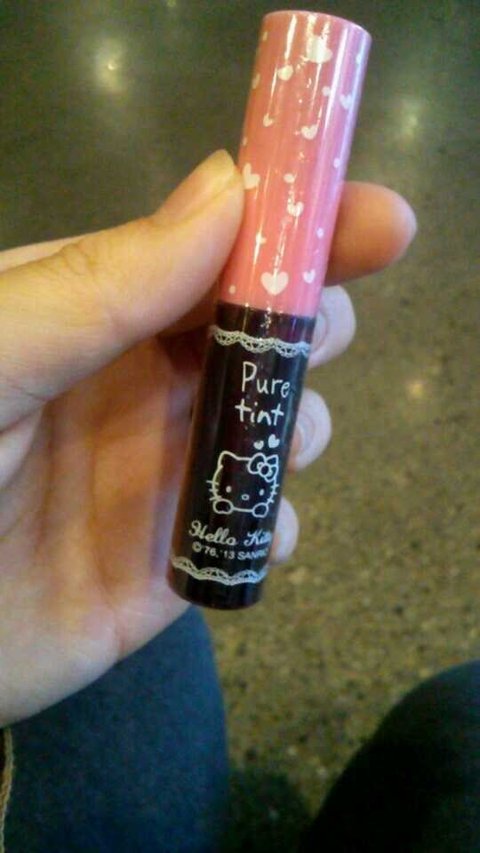 Pure
tint
Hello Kitty
©'76,'13 SANRIO